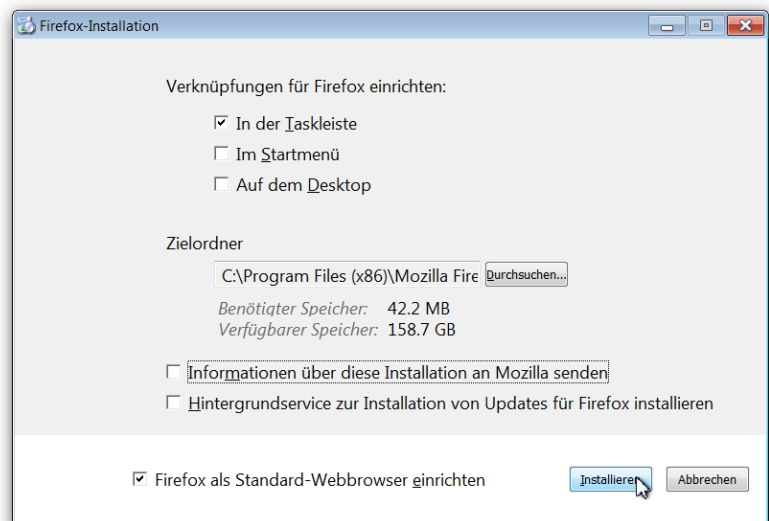 Firefox-Installation
Verknüpfungen für Firefox einrichten:
In der Taskleiste
Im Startmenü
Auf dem Desktop
Zielordner
C:\Program Files (x86)\Mozilla Fire Durchsuchen...
Benötigter Speicher: 42.2 MB
Verfügbarer Speicher: 158.7 GB
Informationen über diese Installation an Mozilla senden
Hintergrundservice zur Installation von Updates für Firefox installieren
Firefox als Standard-Webbrowser einrichten Installieren Abbrechen